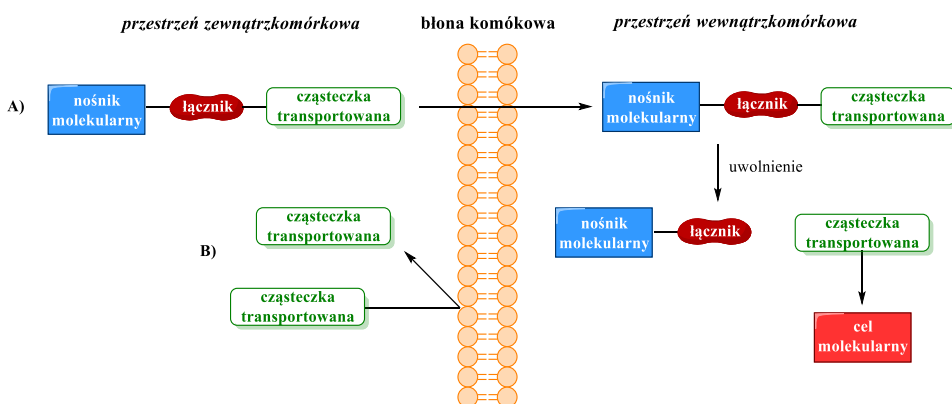 przestrzeń zewnątrzkomórkowa
błona komókowa
przestrzeń wewnątrzkomórkowa
A)
nośnik
molekularny
łącznik
cząsteczka
transportowana
nośnik
molekularny
łącznik
cząsteczka
transportowana
uwolnienie
B)
cząsteczka
transportowana
nośnik
molekularny
łącznik
cząsteczka
transportowana
cząsteczka
transportowana
cel
molekularny